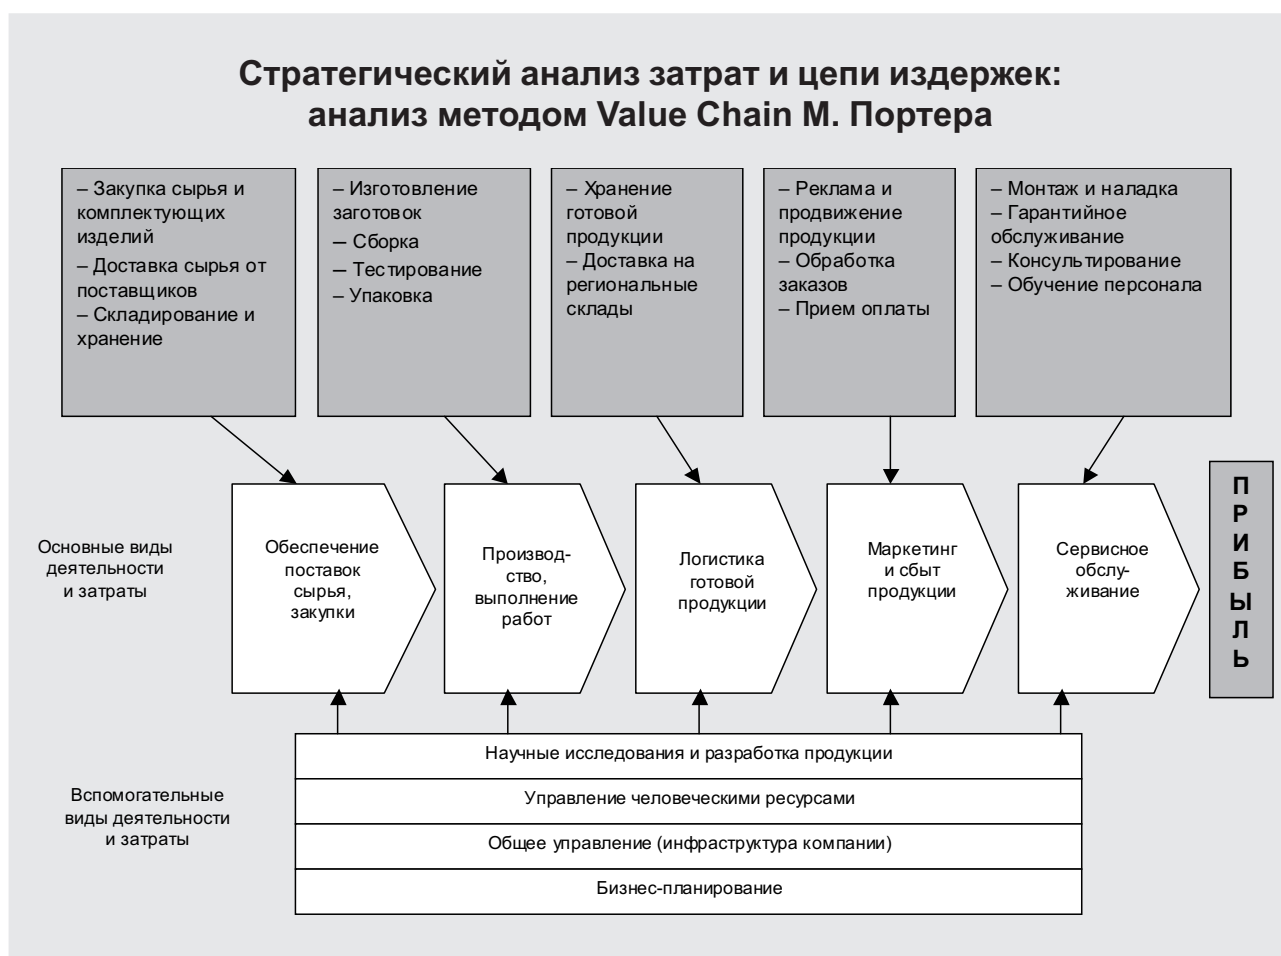 Стратегический анализ затрат и цепи издержек:
анализ методом Value Chain М. Портера
– Закупка сырья и
комплектующих
изделий
– Доставка сырья от
поставщиков
– Складирование и
хранение
– Изготовление
заготовок
– Сборка
– Тестирование
– Упаковка
– Хранение
готовой
продукции
– Доставка на
региональные
склады
– Реклама и
продвижение
продукции
– Обработка
заказов
– Прием оплаты
– Монтаж и наладка
– Гарантийное
обслуживание
– Консультирование
– Обучение персонала
Основные виды
деятельности
и затраты
Обеспечение
поставок
сырья,
закупки
Производ-
ство,
выполнение
работ
Логистика
готовой
продукции
Маркетинг
и сбыт
продукции
Сервисное
обслу-
живание
П
Р
И
Б
Ы
Л
Ь
Вспомогательные
виды деятельности
и затраты
Научные исследования и разработка продукции
Управление человеческими ресурсами
Общее управление (инфраструктура компании)
Бизнес-планирование